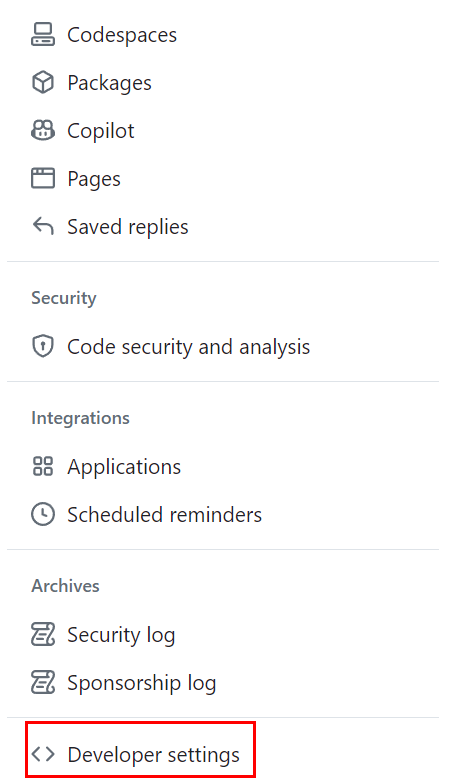 Codespaces
Packages
Copilot
Pages
Saved replies
Security
Code security and analysis
Integrations
Applications
Scheduled reminders
Archives
Security log
Sponsorship log
Developer settings